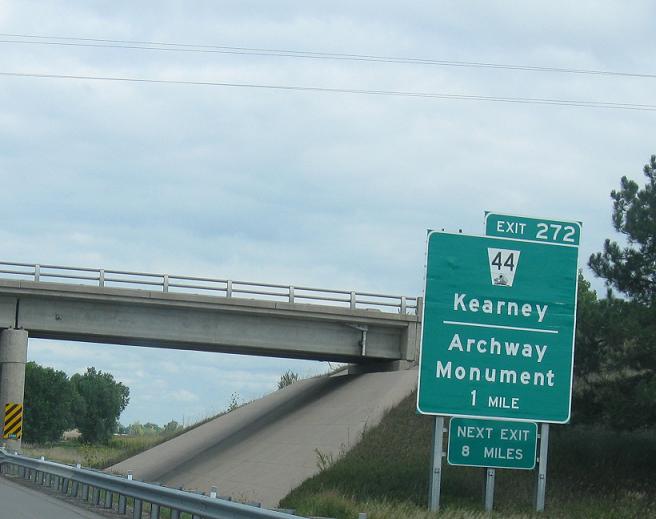 EXIT 272
44
Kearney
Archway
Monument
1 MILE
NEXT EXIT
8 MILES